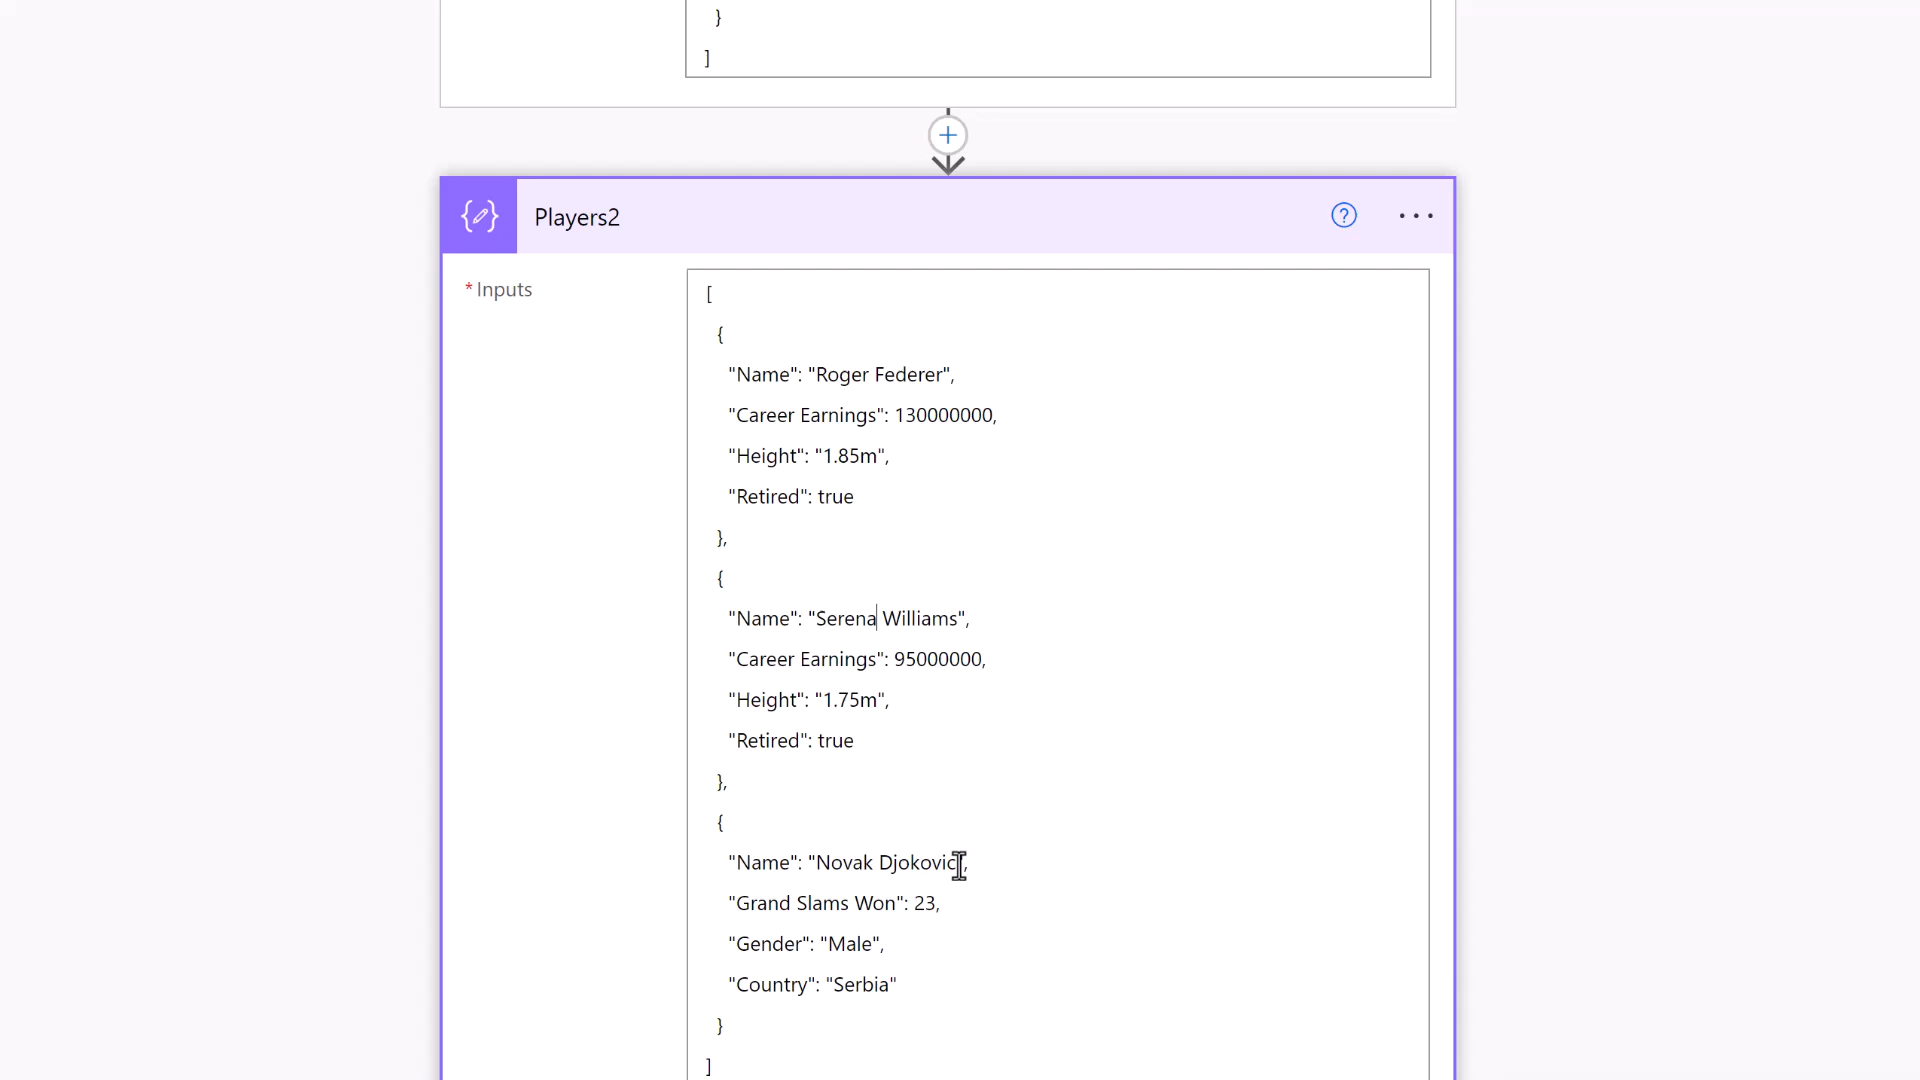 }
]
Players2
* Inputs
[
{
"Name": "Roger Federer",
"Career Earnings": 130000000,
"Height": "1.85m",
"Retired": true
},
{
"Name": "Serena Williams",
"Career Earnings": 95000000,
"Height": "1.75m",
"Retired": true
},
{
"Name": "Novak Djokovic",
"Grand Slams Won": 23,
"Gender": "Male",
"Country": "Serbia"
}
]